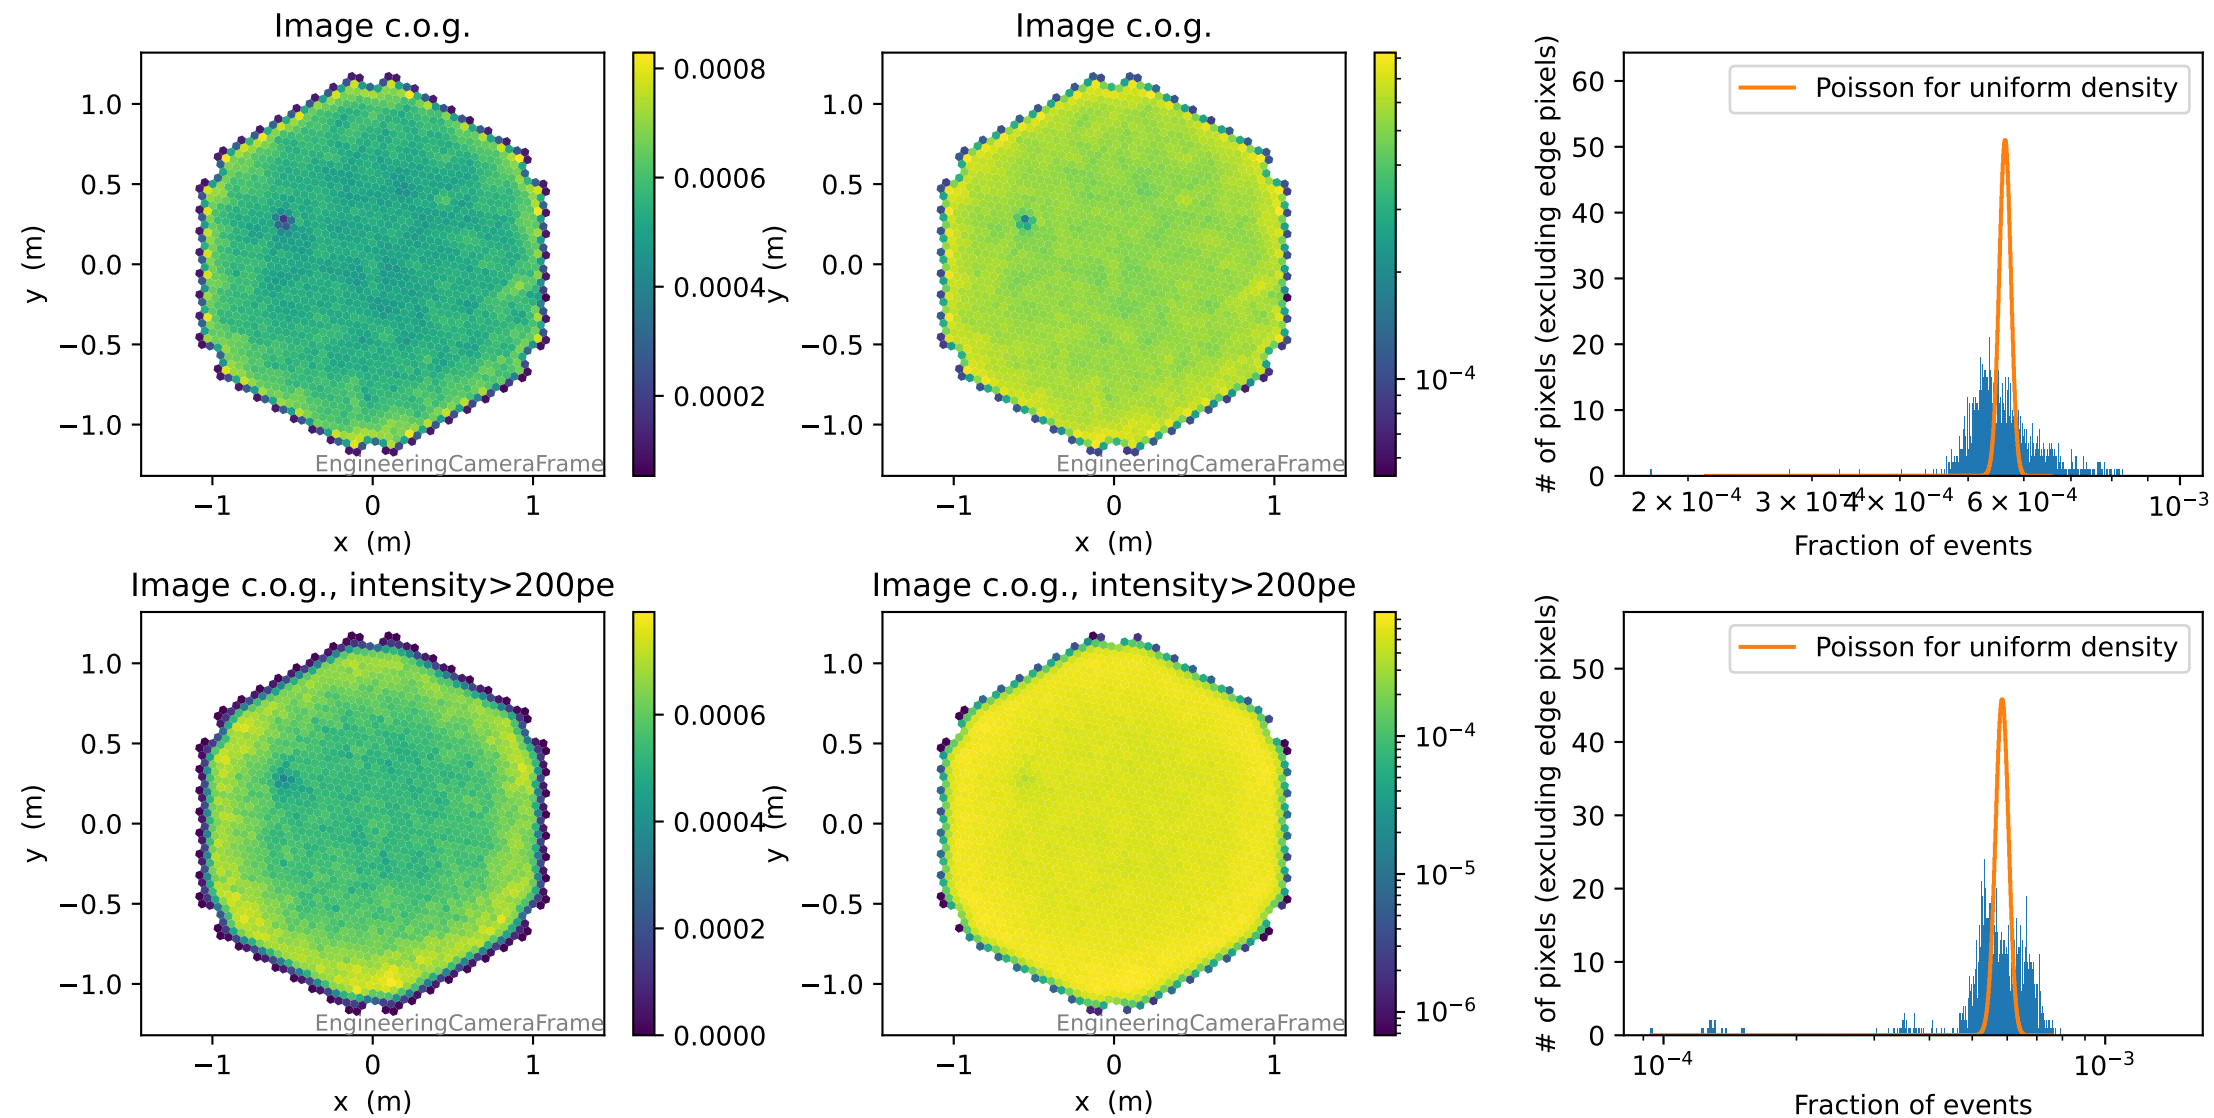 Image c.o.g.
1.0
0.5
0.0
−0.5
−1.0
y (m)
−1
0
1
x (m)
EngineeringCameraFrame
0.0008
0.0006
0.0004
0.0002
Image c.o.g.
1.0
0.5
0.0
−0.5
−1.0
y (m)
−1
0
1
x (m)
EngineeringCameraFrame
10⁻⁴
# of pixels (excluding edge pixels)
60
50
40
30
20
10
0
Poisson for uniform density
2 × 10⁻⁴
3 × 10⁻⁴
4 × 10⁻⁴
6 × 10⁻⁴
10⁻³
Fraction of events
Image c.o.g., intensity>200pe
1.0
0.5
0.0
−0.5
−1.0
y (m)
−1
0
1
x (m)
EngineeringCameraFrame
0.0006
0.0004
0.0002
0.0000
Image c.o.g., intensity>200pe
1.0
0.5
0.0
−0.5
−1.0
y (m)
−1
0
1
x (m)
EngineeringCameraFrame
10⁻⁴
10⁻⁵
10⁻⁶
# of pixels (excluding edge pixels)
50
40
30
20
10
0
Poisson for uniform density
10⁻⁴
10⁻³
Fraction of events